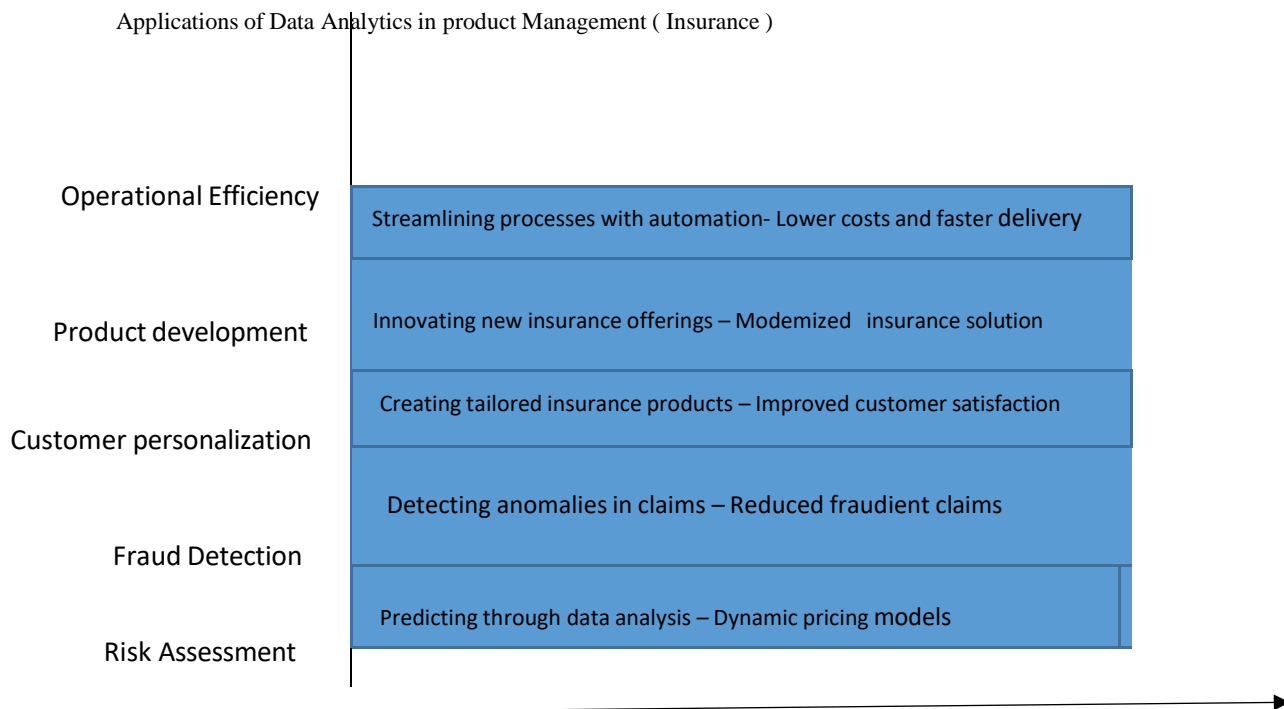 Applications of Data Analytics in product Management ( Insurance )
Operational Efficiency
Streamlining processes with automation- Lower costs and faster delivery
Product development
Innovating new insurance offerings – Modemized insurance solution
Creating tailored insurance products – Improved customer satisfaction
Customer personalization
Detecting anomalies in claims – Reduced fraudient claims
Fraud Detection
Predicting through data analysis – Dynamic pricing models
Risk Assessment